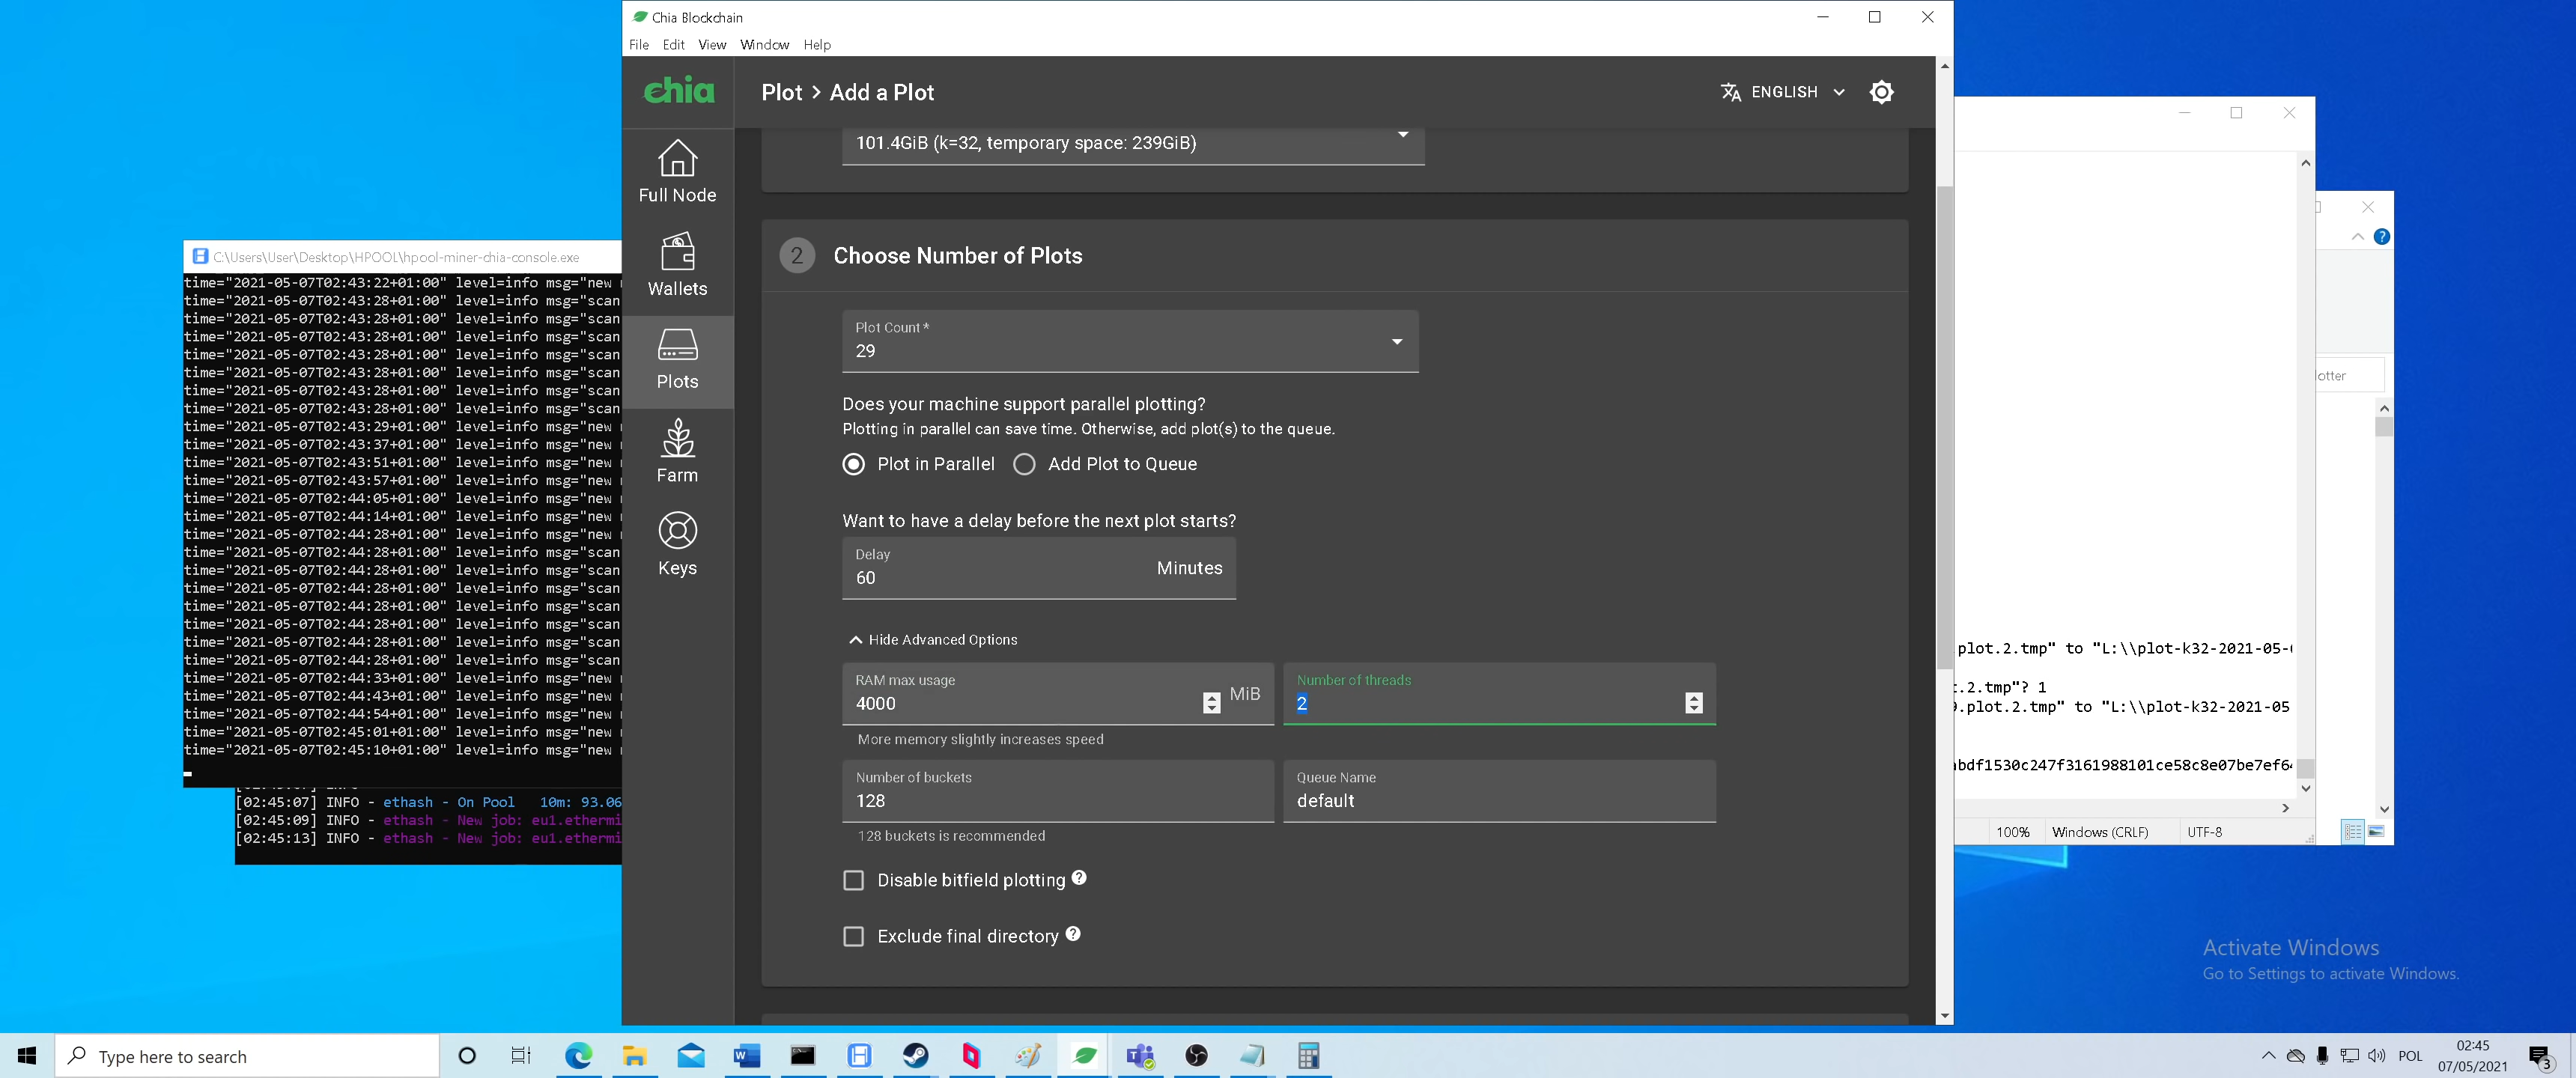 Chia Blockchain
File Edit View Window Help
chia
Plot > Add a Plot
ENGLISH
101.4GiB (k=32, temporary space: 239GiB)
Full Node
Wallets
Plots
Farm
Keys
2 Choose Number of Plots
Plot Count *
29
Does your machine support parallel plotting?
Plotting in parallel can save time. Otherwise, add plot(s) to the queue.
Plot in Parallel Add Plot to Queue
Want to have a delay before the next plot starts?
Delay
60 Minutes
Hide Advanced Options
RAM max usage
4000 MiB
More memory slightly increases speed
Number of threads
2
Number of buckets
128
128 buckets is recommended
Queue Name
default
Disable bitfield plotting ?
Exclude final directory ?
C:\Users\User\Desktop\HPOOL\hpool-miner-chia-console.exe
time="2021-05-07T02:43:22+01:00" level=info msg="new
time="2021-05-07T02:43:28+01:00" level=info msg="scan
time="2021-05-07T02:43:28+01:00" level=info msg="scan
time="2021-05-07T02:43:28+01:00" level=info msg="scan
time="2021-05-07T02:43:28+01:00" level=info msg="scan
time="2021-05-07T02:43:28+01:00" level=info msg="scan
time="2021-05-07T02:43:28+01:00" level=info msg="scan
time="2021-05-07T02:43:28+01:00" level=info msg="scan
time="2021-05-07T02:43:29+01:00" level=info msg="new
time="2021-05-07T02:43:37+01:00" level=info msg="new
time="2021-05-07T02:43:51+01:00" level=info msg="new
time="2021-05-07T02:43:57+01:00" level=info msg="new
time="2021-05-07T02:44:05+01:00" level=info msg="new
time="2021-05-07T02:44:14+01:00" level=info msg="new
time="2021-05-07T02:44:28+01:00" level=info msg="new
time="2021-05-07T02:44:28+01:00" level=info msg="scan
time="2021-05-07T02:44:28+01:00" level=info msg="scan
time="2021-05-07T02:44:28+01:00" level=info msg="scan
time="2021-05-07T02:44:28+01:00" level=info msg="scan
time="2021-05-07T02:44:28+01:00" level=info msg="scan
time="2021-05-07T02:44:28+01:00" level=info msg="scan
time="2021-05-07T02:44:28+01:00" level=info msg="scan
time="2021-05-07T02:44:33+01:00" level=info msg="new
time="2021-05-07T02:44:43+01:00" level=info msg="new
time="2021-05-07T02:44:54+01:00" level=info msg="new
time="2021-05-07T02:45:01+01:00" level=info msg="new
time="2021-05-07T02:45:10+01:00" level=info msg="new
[02:45:07] INFO - ethash - On Pool 10m: 93.06
[02:45:09] INFO - ethash - New job: eu1.ethermi
[02:45:13] INFO - ethash - New job: eu1.ethermi
otter
plot.2.tmp" to "L:\\plot-k32-2021-05-
.2.tmp"? 1
.plot.2.tmp" to "L:\\plot-k32-2021-05
bdf1530c247f3161988101ce58c8e07be7ef6
100% Windows (CRLF) UTF-8
Activate Windows
Go to Settings to activate Windows.
Type here to search
POL
02:45
07/05/2021
3